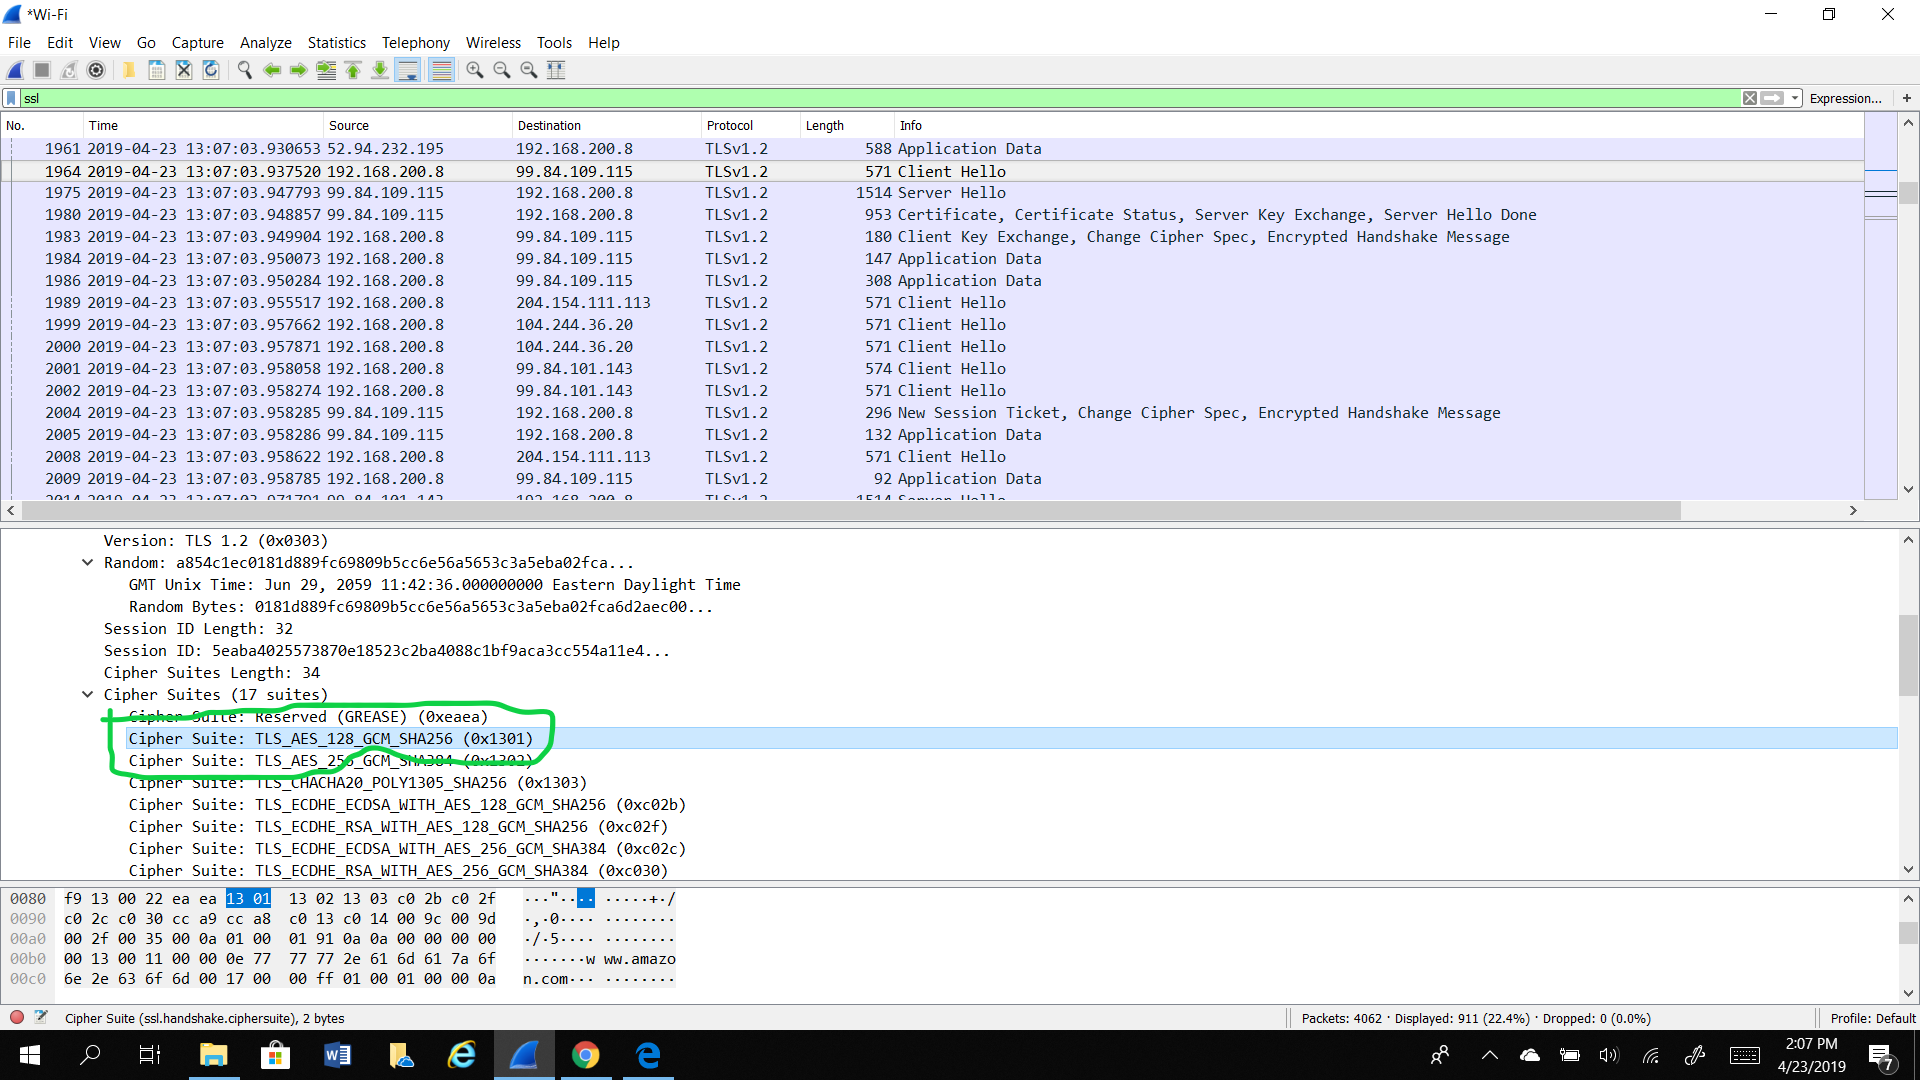 *Wi-Fi
File Edit View Go Capture Analyze Statistics Telephony Wireless Tools Help
ssl Expression... +
No. Time Source Destination Protocol Length Info
1961 2019-04-23 13:07:03.930653 52.94.232.195 192.168.200.8 TLSv1.2 588 Application Data
1964 2019-04-23 13:07:03.937520 192.168.200.8 99.84.109.115 TLSv1.2 571 Client Hello
1975 2019-04-23 13:07:03.947793 99.84.109.115 192.168.200.8 TLSv1.2 1514 Server Hello
1980 2019-04-23 13:07:03.948857 99.84.109.115 192.168.200.8 TLSv1.2 953 Certificate, Certificate Status, Server Key Exchange, Server Hello Done
1983 2019-04-23 13:07:03.949904 192.168.200.8 99.84.109.115 TLSv1.2 180 Client Key Exchange, Change Cipher Spec, Encrypted Handshake Message
1984 2019-04-23 13:07:03.950073 192.168.200.8 99.84.109.115 TLSv1.2 147 Application Data
1986 2019-04-23 13:07:03.950284 192.168.200.8 99.84.109.115 TLSv1.2 308 Application Data
1989 2019-04-23 13:07:03.955517 192.168.200.8 204.154.111.113 TLSv1.2 571 Client Hello
1999 2019-04-23 13:07:03.957662 192.168.200.8 104.244.36.20 TLSv1.2 571 Client Hello
2000 2019-04-23 13:07:03.957871 192.168.200.8 104.244.36.20 TLSv1.2 571 Client Hello
2001 2019-04-23 13:07:03.958058 192.168.200.8 99.84.101.143 TLSv1.2 574 Client Hello
2002 2019-04-23 13:07:03.958274 192.168.200.8 99.84.101.143 TLSv1.2 571 Client Hello
2004 2019-04-23 13:07:03.958285 99.84.109.115 192.168.200.8 TLSv1.2 296 New Session Ticket, Change Cipher Spec, Encrypted Handshake Message
2005 2019-04-23 13:07:03.958286 99.84.109.115 192.168.200.8 TLSv1.2 132 Application Data
2008 2019-04-23 13:07:03.958622 192.168.200.8 204.154.111.113 TLSv1.2 571 Client Hello
2009 2019-04-23 13:07:03.958785 192.168.200.8 99.84.109.115 TLSv1.2 92 Application Data
Version: TLS 1.2 (0x0303)
Random: a854c1ec0181d889fc69809b5cc6e56a5653c3a5eba02fca...
GMT Unix Time: Jun 29, 2059 11:42:36.000000000 Eastern Daylight Time
Random Bytes: 0181d889fc69809b5cc6e56a5653c3a5eba02fca6d2aec00...
Session ID Length: 32
Session ID: 5eaba4025573870e18523c2ba4088c1bf9aca3cc554a11e4...
Cipher Suites Length: 34
Cipher Suites (17 suites)
Cipher Suite: Reserved (GREASE) (0xeaea)
Cipher Suite: TLS_AES_128_GCM_SHA256 (0x1301)
Cipher Suite: TLS_AES_256_GCM_SHA384 (0x1302)
Cipher Suite: TLS_CHACHA20_POLY1305_SHA256 (0x1303)
Cipher Suite: TLS_ECDHE_ECDSA_WITH_AES_128_GCM_SHA256 (0xc02b)
Cipher Suite: TLS_ECDHE_RSA_WITH_AES_128_GCM_SHA256 (0xc02f)
Cipher Suite: TLS_ECDHE_ECDSA_WITH_AES_256_GCM_SHA384 (0xc02c)
Cipher Suite: TLS_ECDHE_RSA_WITH_AES_256_GCM_SHA384 (0xc030)
0080 f9 13 00 22 ea ea 13 01 13 02 13 03 c0 2b c0 2f ···"···· ·····+·/
0090 c0 2c c0 30 cc a9 cc a8 c0 13 c0 14 00 9c 00 9d ·,·0···· ········
00a0 00 2f 00 35 00 0a 01 00 01 91 0a 0a 00 00 00 00 ·/·5···· ········
00b0 00 13 00 11 00 00 0e 77 77 77 2e 61 6d 61 7a 6f ·······w ww.amazo
00c0 6e 2e 63 6f 6d 00 17 00 00 ff 01 00 01 00 00 0a n.com··· ········
Cipher Suite (ssl.handshake.ciphersuite), 2 bytes Packets: 4062 · Displayed: 911 (22.4%) · Dropped: 0 (0.0%) Profile: Default
2:07 PM
4/23/2019
7